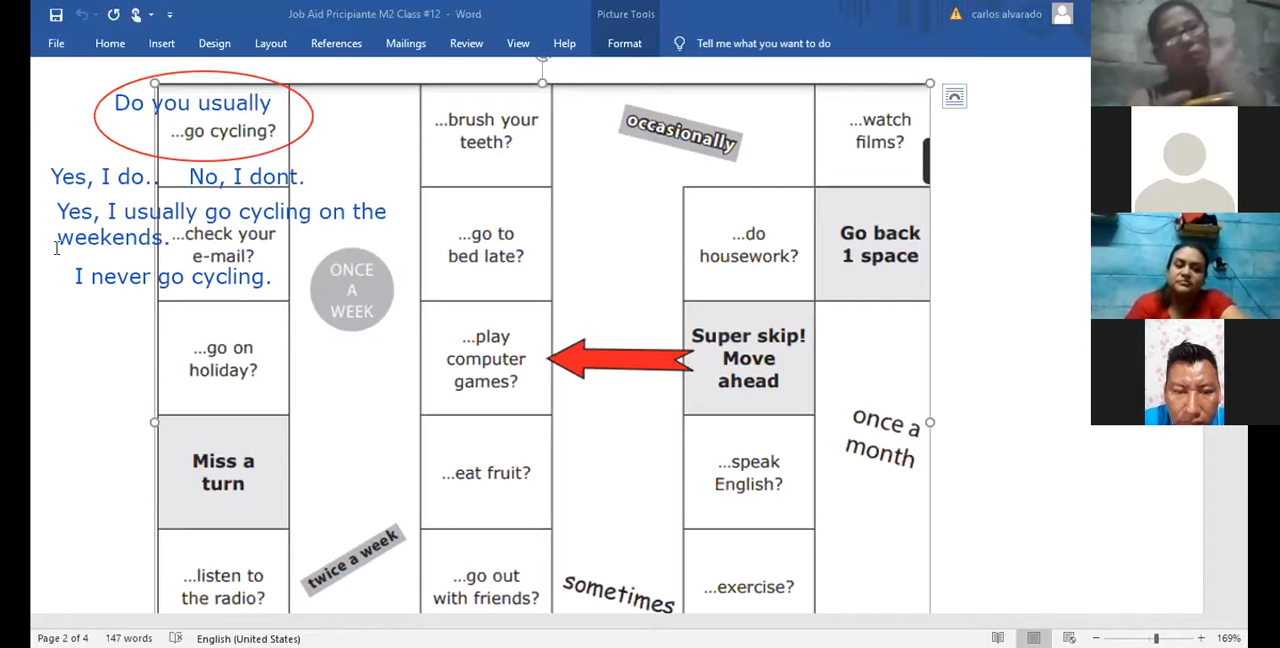 Job Aid Pricipiante M2 Class #12 - Word
Picture Tools
carlos alvarado
File Home Insert Design Layout References Mailings Review View Help Format Tell me what you want to do
Do you usually
...go cycling?
Yes, I do.. No, I dont.
Yes, I usually go cycling on the
weekends.
I never go cycling.
...check your
e-mail?
...go on
holiday?
Miss a
turn
...listen to
the radio?
ONCE
A
WEEK
twice a week
...brush your
teeth?
...go to
bed late?
...play
computer
games?
...eat fruit?
...go out
with friends?
occasionally
sometimes
...do
housework?
Super skip!
Move
ahead
...speak
English?
...exercise?
...watch
films?
Go back
1 space
once a
month
Page 2 of 4 147 words English (United States) 169%